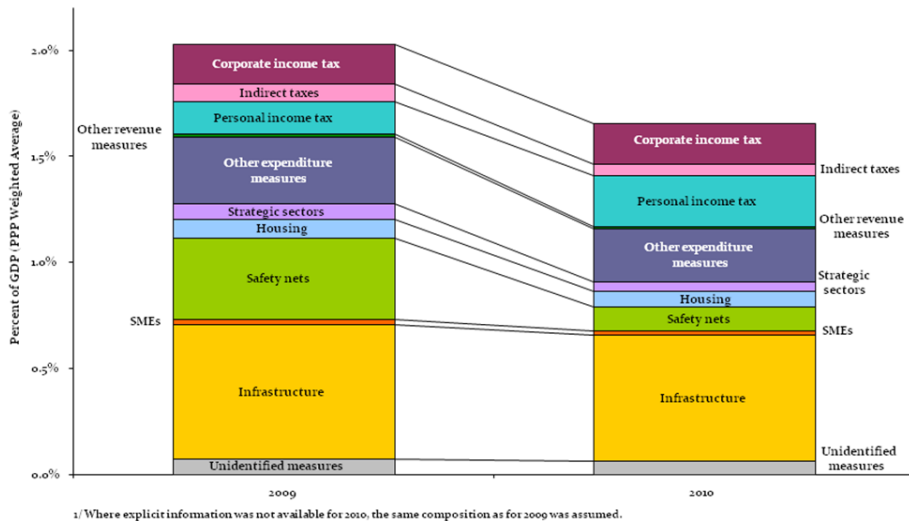 Percent of GDP (PPP Weighted Average)
2.0%
1.5%
1.0%
0.5%
0.0%
Corporate income tax
Indirect taxes
Personal income tax
Other revenue
measures
Other expenditure
measures
Strategic sectors
Housing
Safety nets
SMEs
Infrastructure
Unidentified measures
2009
Corporate income tax
Indirect taxes
Personal income tax
Other revenue
measures
Other expenditure
measures
Strategic
sectors
Housing
Safety nets
SMEs
Infrastructure
Unidentified
measures
2010
1/ Where explicit information was not available for 2010, the same composition as for 2009 was assumed.